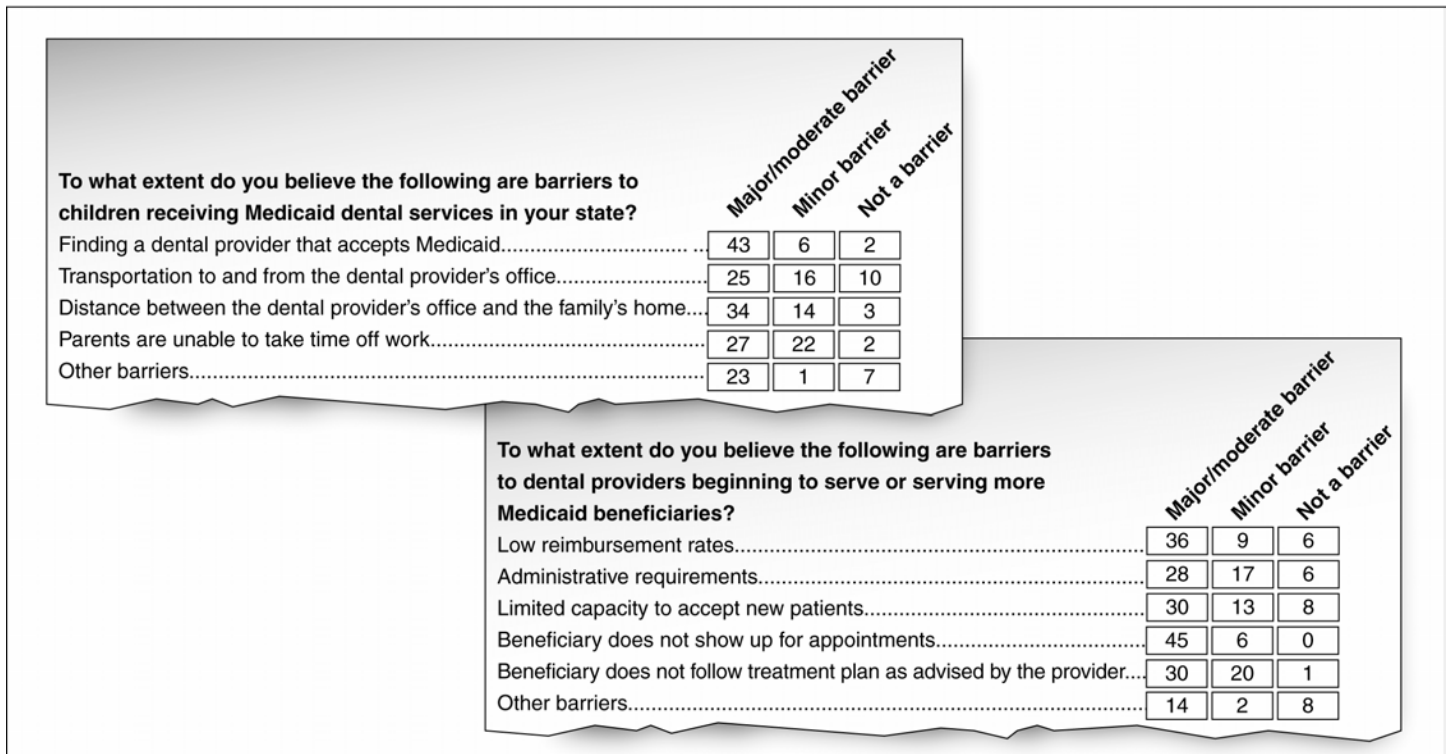 Major/moderate barrier
Minor barrier
Not a barrier
To what extent do you believe the following are barriers to
children receiving Medicaid dental services in your state?
Finding a dental provider that accepts Medicaid................................. ... 43 6 2
Transportation to and from the dental provider's office........................... 25 16 10
Distance between the dental provider's office and the family's home.... 34 14 3
Parents are unable to take time off work.................................................. 27 22 2
Other barriers............................................................................................ 23 1 7
Major/moderate barrier
Minor barrier
Not a barrier
To what extent do you believe the following are barriers
to dental providers beginning to serve or serving more
Medicaid beneficiaries?
Low reimbursement rates........................................................................ 36 9 6
Administrative requirements.................................................................... 28 17 6
Limited capacity to accept new patients.................................................. 30 13 8
Beneficiary does not show up for appointments..................................... 45 6 0
Beneficiary does not follow treatment plan as advised by the provider.... 30 20 1
Other barriers.......................................................................................... 14 2 8